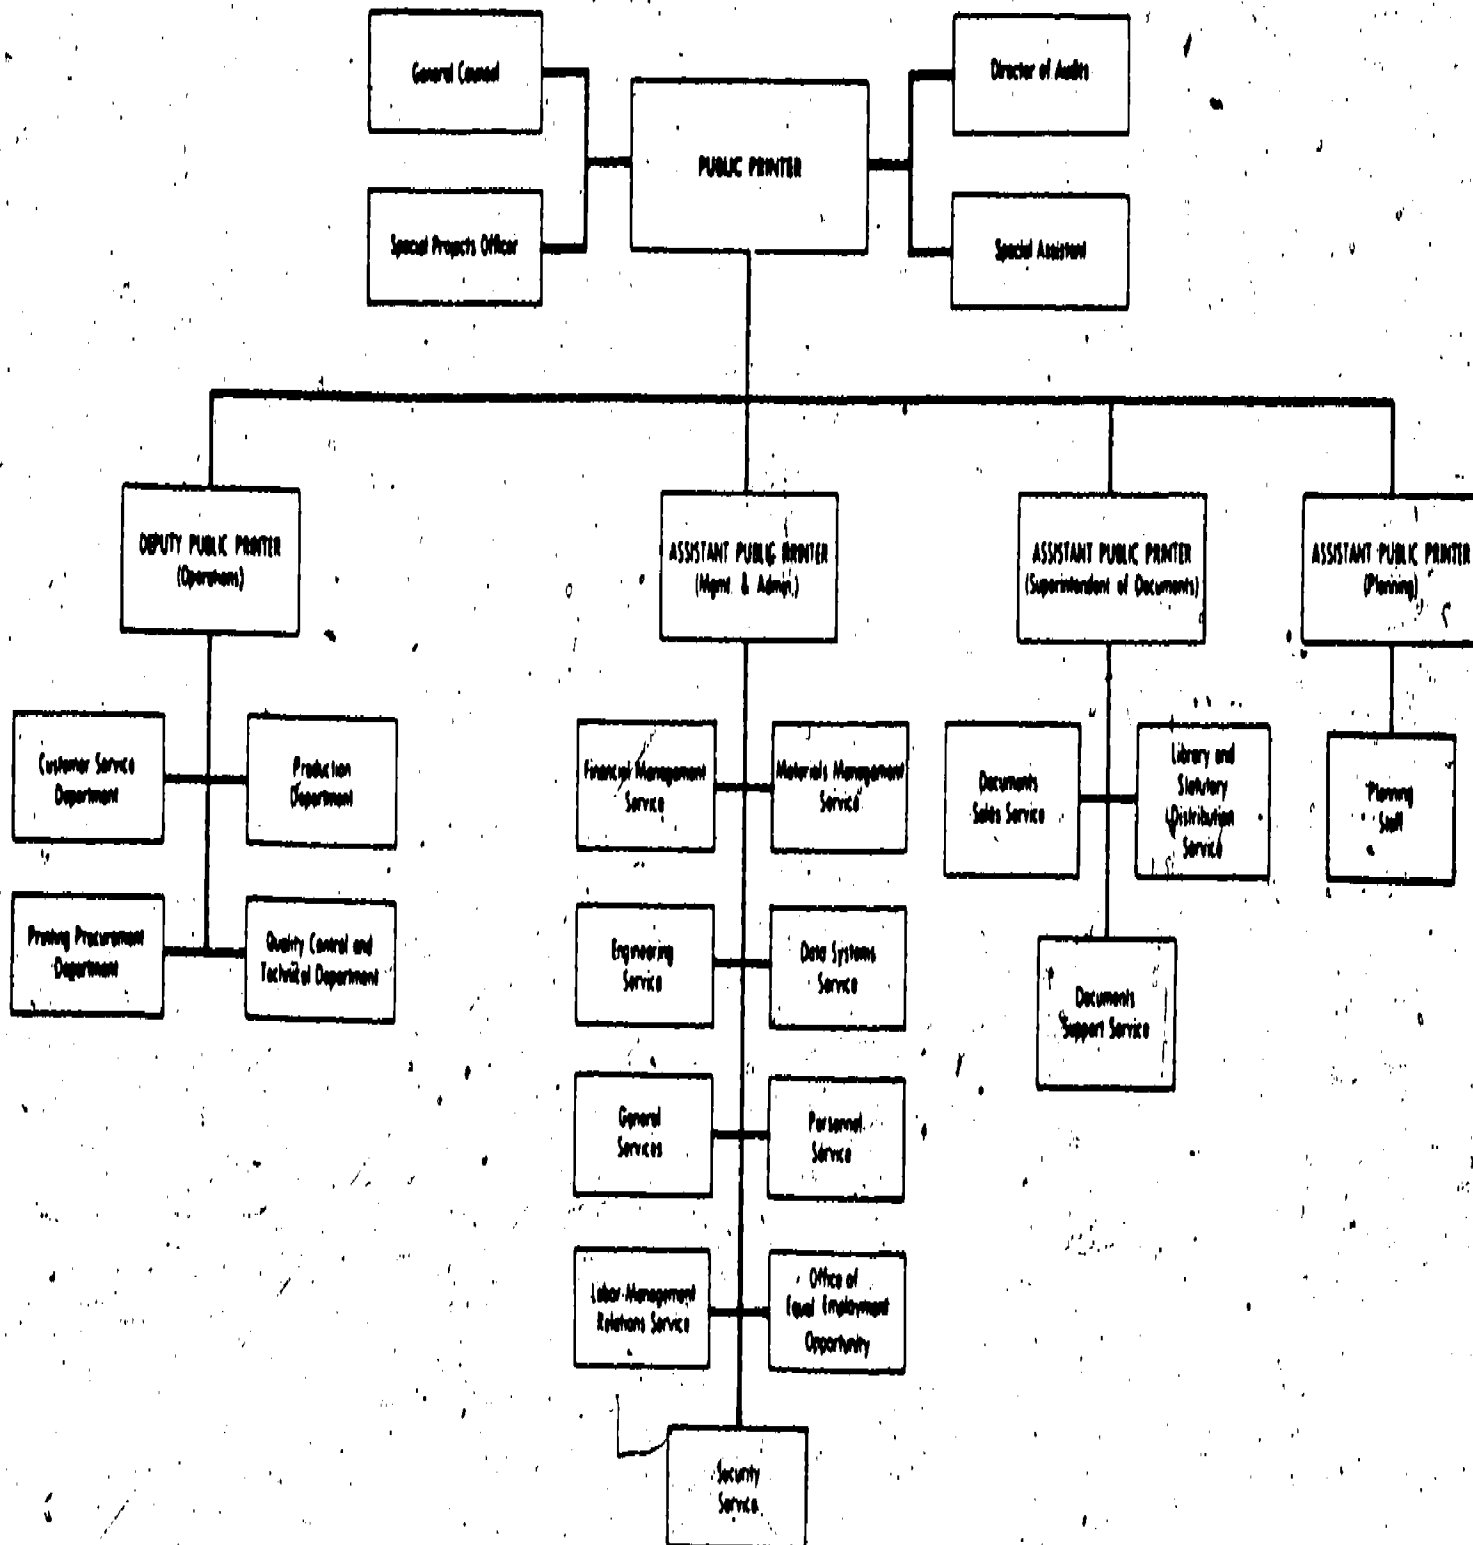 General Counsel
Director of Audits
PUBLIC PRINTER
Special Projects Officer
Special Assistant
DEPUTY PUBLIC PRINTER
(Operations)
ASSISTANT PUBLIC PRINTER
(Mgmt. & Admin.)
ASSISTANT PUBLIC PRINTER
(Superintendent of Documents)
ASSISTANT PUBLIC PRINTER
(Planning)
Customer Service
Department
Production
Department
Financial Management
Service
Materials Management
Service
Documents
Sales Service
Library and
Statutory
Distribution
Service
Planning
Staff
Printing Procurement
Department
Quality Control and
Technical Department
Engineering
Service
Data Systems
Service
Documents
Support Service
General
Services
Personnel
Service
Labor-Management
Relations Service
Office of
Equal Employment
Opportunity
Security
Service